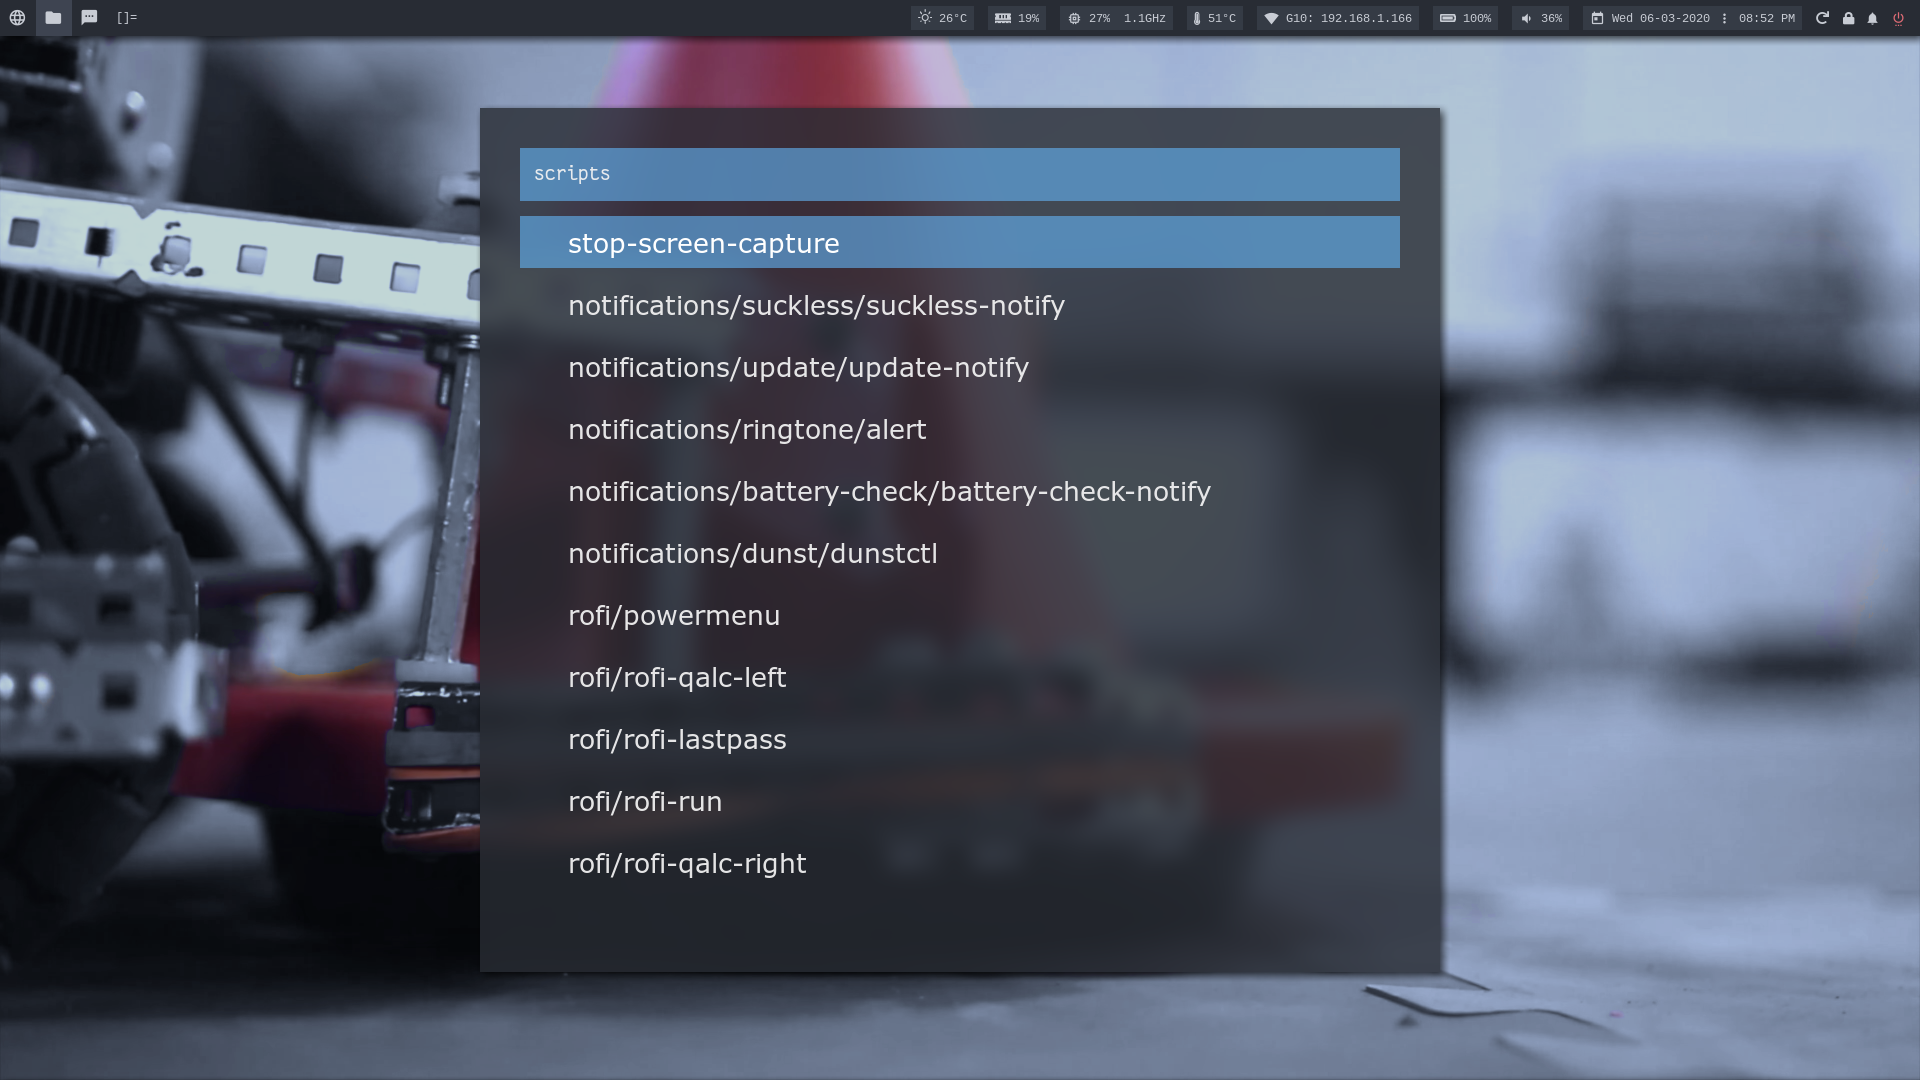 []= 26°C 19% 27% 1.1GHz 51°C G10: 192.168.1.166 100% 36% Wed 06-03-2020 08:52 PM
scripts
stop-screen-capture
notifications/suckless/suckless-notify
notifications/update/update-notify
notifications/ringtone/alert
notifications/battery-check/battery-check-notify
notifications/dunst/dunstctl
rofi/powermenu
rofi/rofi-qalc-left
rofi/rofi-lastpass
rofi/rofi-run
rofi/rofi-qalc-right